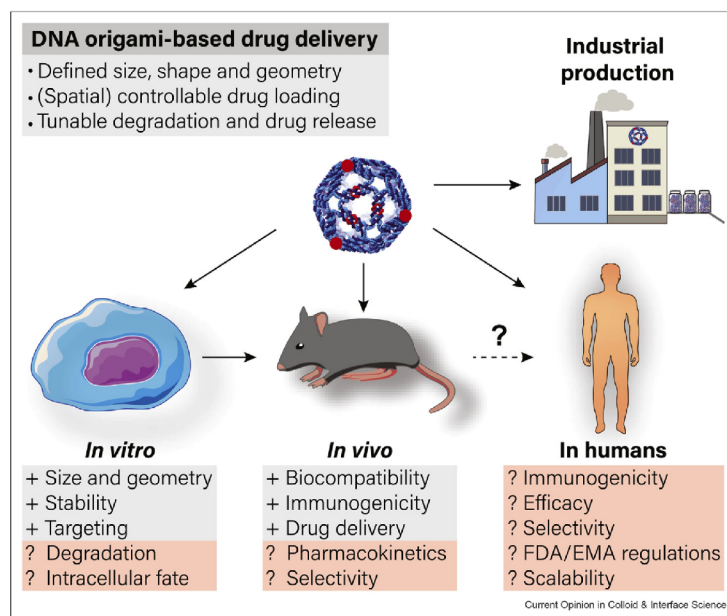 DNA origami-based drug delivery
• Defined size, shape and geometry
• (Spatial) controllable drug loading
• Tunable degradation and drug release
Industrial
production
?
In vitro
+ Size and geometry
+ Stability
+ Targeting
? Degradation
? Intracellular fate
In vivo
+ Biocompatibility
+ Immunogenicity
+ Drug delivery
? Pharmacokinetics
? Selectivity
In humans
? Immunogenicity
? Efficacy
? Selectivity
? FDA/EMA regulations
? Scalability
Current Opinion in Colloid & Interface Science